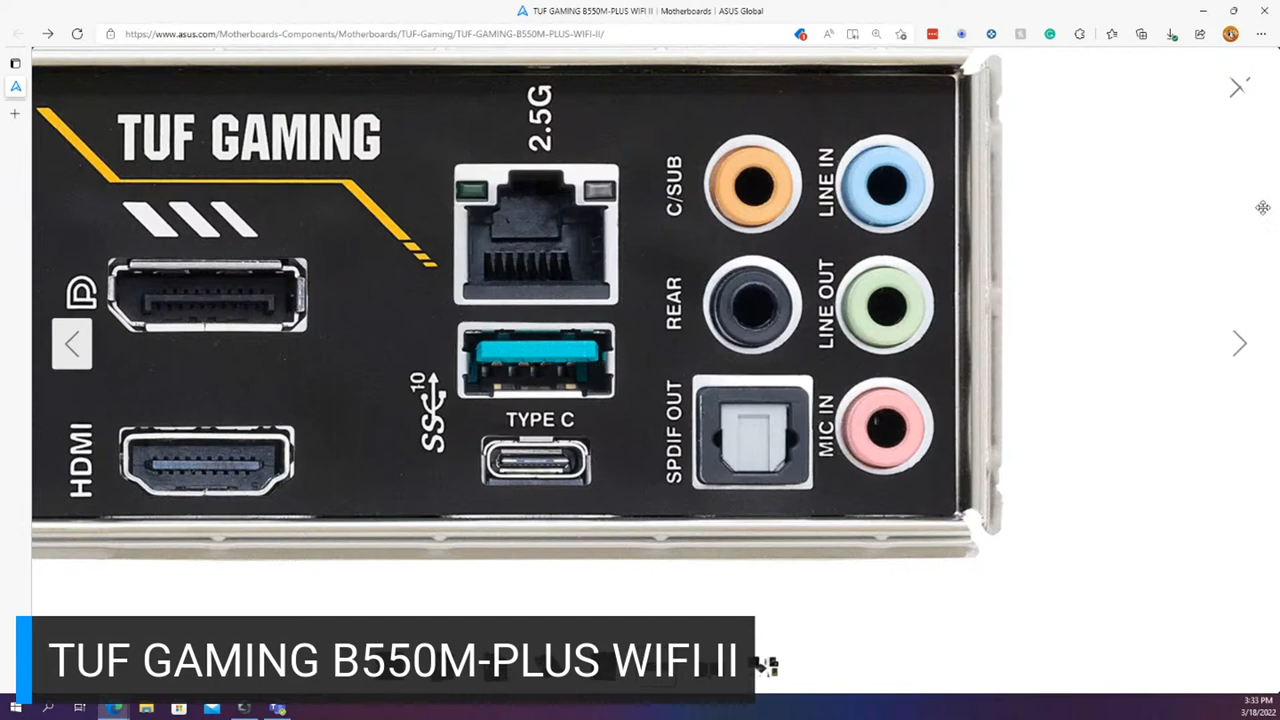 TUF GAMING B550M-PLUS WIFI II | Motherboards | ASUS Global
https://www.asus.com/Motherboards-Components/Motherboards/TUF-Gaming/TUF-GAMING-B550M-PLUS-WIFI-II/
TUF GAMING
2.5G
C/SUB
LINE IN
REAR
LINE OUT
HDMI
SS
10
TYPE C
SPDIF OUT
MIC IN
TUF GAMING B550M-PLUS WIFI II
3:33 PM
3/18/2022